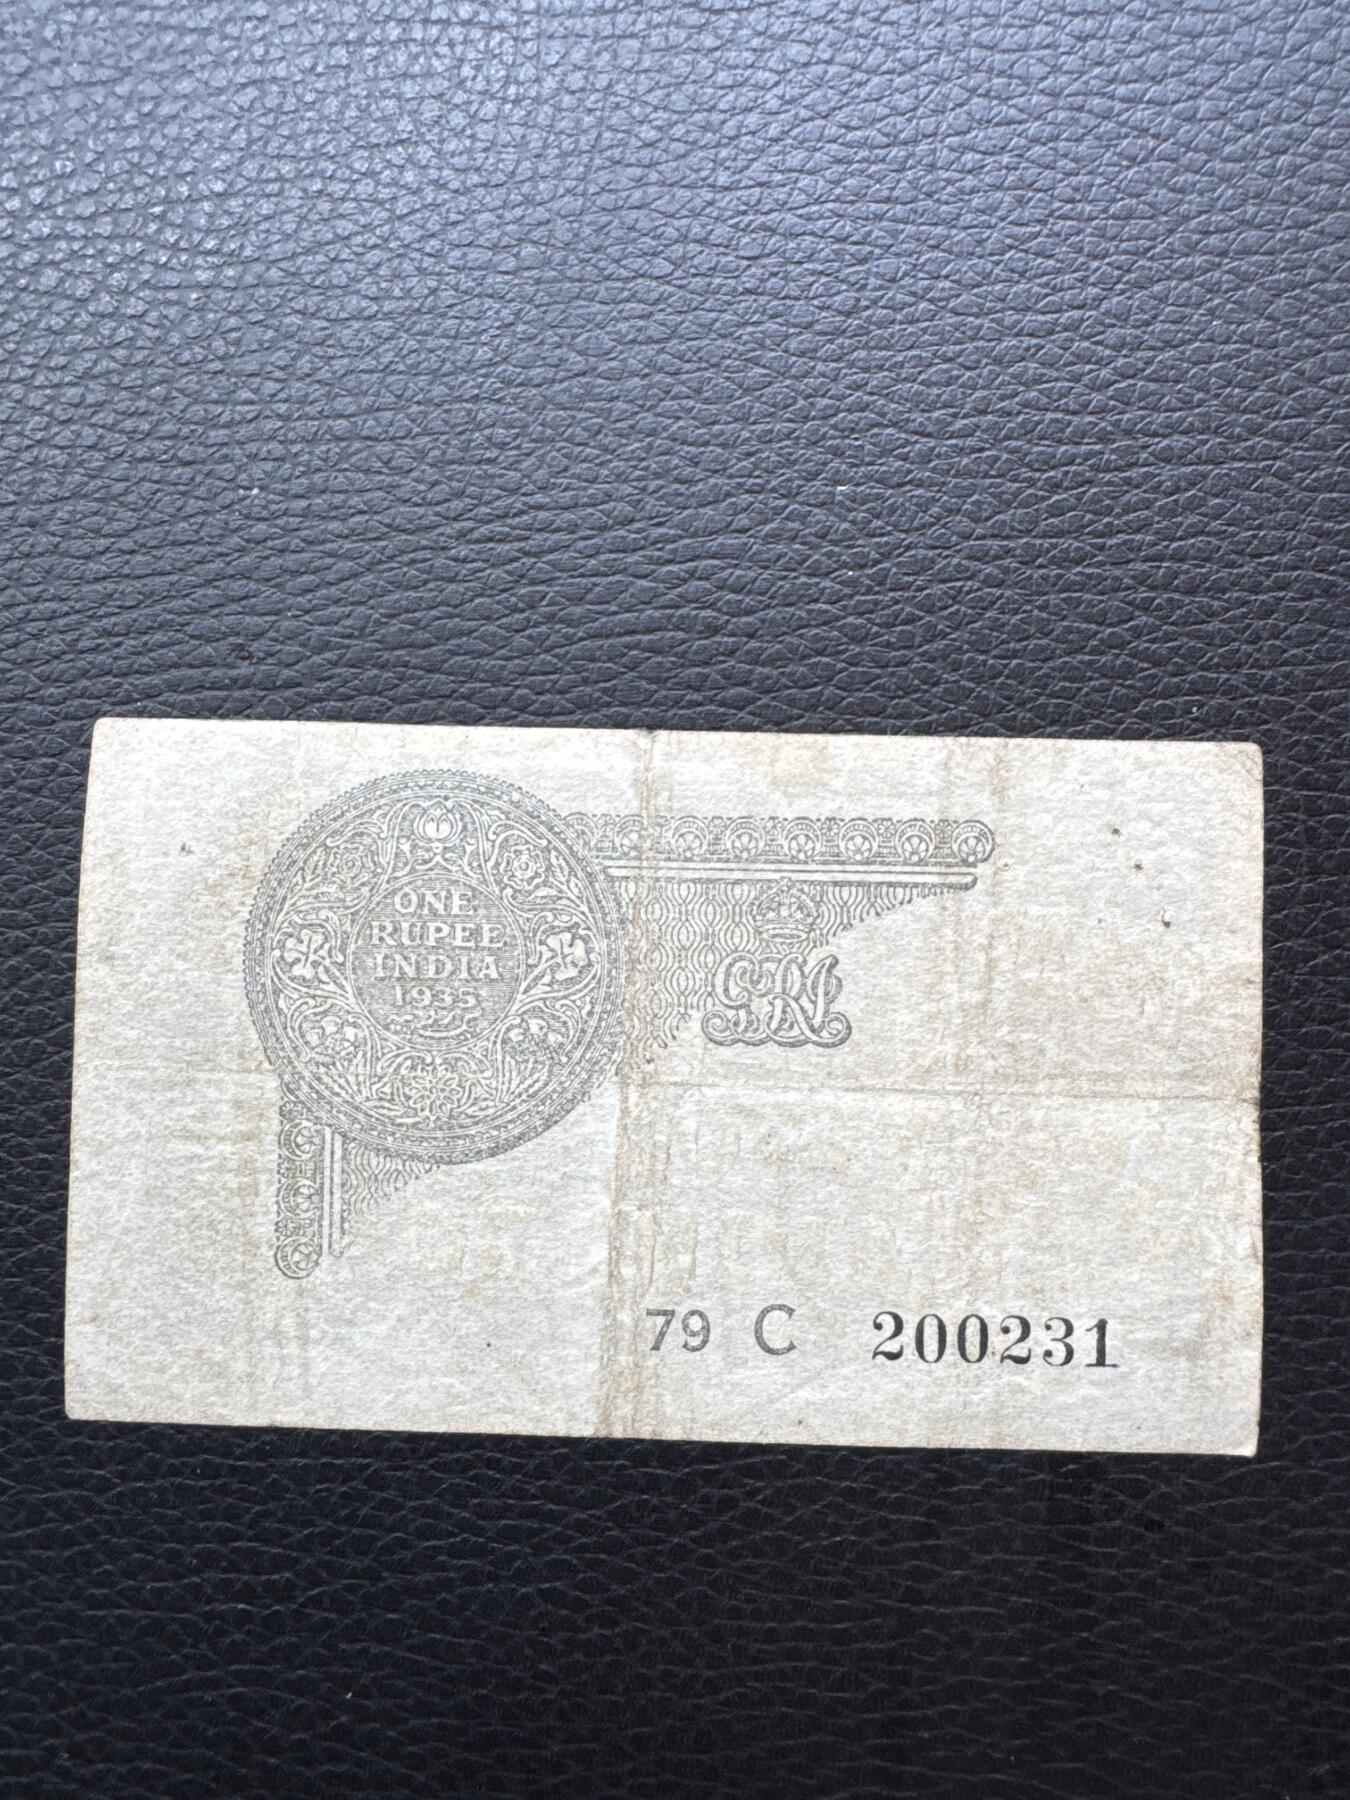 ONE
RUPEE
INDIA
1935
GRI
79 C 200231